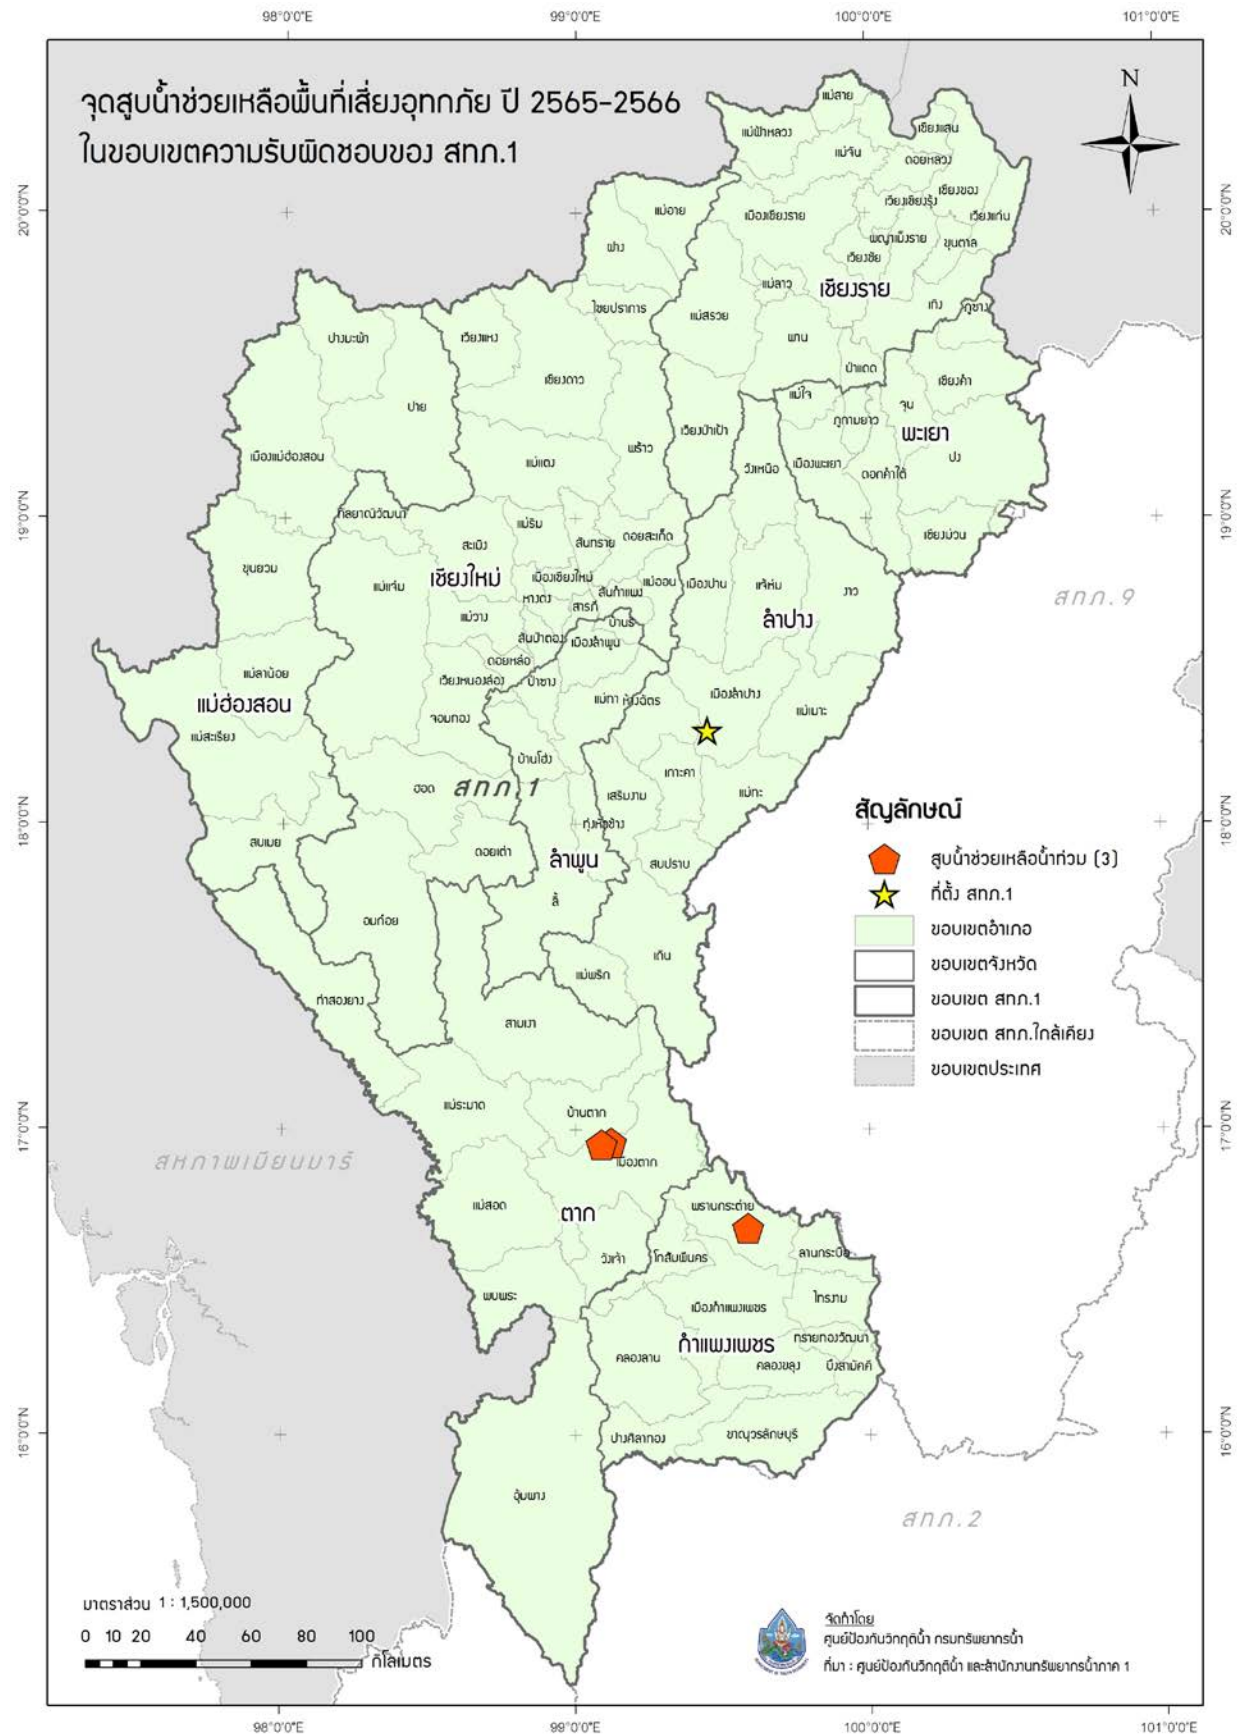 98°0'0"E
99°0'0"E
100°0'0"E
101°0'0"E
จุดสูบน้ำช่วยเหลือพื้นที่เสี่ยงอุทกภัย ปี 2565-2566
ในขอบเขตความรับผิดชอบของ สทภ.1
N
แม่สาย
เชียงแสน
แม่ฟ้าหลวง
แม่จัน
ดอยหลวง
เชียงของ
เวียงเชียงรุ้ง
เวียงแก่น
20°0'0"N
แม่อาย
เมืองเชียงราย
20°0'0"N
พญาเม็งราย
ขุนตาล
ฝาง
เวียงชัย
แม่ลาว
เชียงราย
ไชยปราการ
แม่สรวย
เทิง
ภูซาง
ปางมะผ้า
เวียงแหง
พาน
ป่าแดด
เชียงดาว
เชียงคำ
ปาย
แม่ใจ
จุน
ภูกามยาว
เวียงป่าเป้า
พะเยา
พร้าว
เมืองแม่ฮ่องสอน
แม่แตง
วังเหนือ
เมืองพะเยา
ปง
ดอกคำใต้
19°0'0"N
กัลยาณิวัฒนา
แม่ริม
19°0'0"N
สะเมิง
สันทราย
ดอยสะเก็ด
เชียงม่วน
ขุนยวม
แม่แจ่ม
เชียงใหม่
เมืองเชียงใหม่
แม่ออน
เมืองปาน
แจ้ห่ม
งาว
หางดง
สันกำแพง
สทภ.9
แม่วาง
สารภี
ลำปาง
บ้านธิ
สันป่าตอง
เมืองลำพูน
ดอยหล่อ
แม่ลาน้อย
เวียงหนองล่อง
ป่าซาง
แม่ทา
ห้างฉัตร
เมืองลำปาง
แม่ฮ่องสอน
จอมทอง
แม่เมาะ
แม่สะเรียง
บ้านโฮ่ง
เกาะคา
ฮอด
สทภ.1
เสริมงาม
แม่ทะ
18°0'0"N
สบเมย
ทุ่งหัวช้าง
18°0'0"N
ดอยเต่า
ลำพูน
สบปราบ
ลี้
อมก๋อย
เถิน
แม่พริก
ท่าสองยาง
สามเงา
สัญลักษณ์
สูบน้ำช่วยเหลือน้ำท่วม (3)
ที่ตั้ง สทภ.1
ขอบเขตอำเภอ
ขอบเขตจังหวัด
ขอบเขต สทภ.1
ขอบเขต สทภ.ใกล้เคียง
ขอบเขตประเทศ
แม่ระมาด
บ้านตาก
17°0'0"N
17°0'0"N
สหภาพเมียนมาร์
เมืองตาก
แม่สอด
ตาก
พรานกระต่าย
วังเจ้า
โกสัมพีนคร
ลานกระบือ
พบพระ
เมืองกำแพงเพชร
ไทรงาม
กำแพงเพชร
ทรายทองวัฒนา
คลองลาน
คลองขลุง
บึงสามัคคี
16°0'0"N
ปางศิลาทอง
ขาณุวรลักษบุรี
16°0'0"N
อุ้มผาง
สทภ.2
มาตราส่วน 1 : 1,500,000
0 10 20 40 60 80 100
กิโลเมตร
จัดทำโดย
ศูนย์ป้องกันวิกฤติน้ำ กรมทรัพยากรน้ำ
ที่มา : ศูนย์ป้องกันวิกฤติน้ำ และสำนักงานทรัพยากรน้ำภาค 1
98°0'0"E
99°0'0"E
100°0'0"E
101°0'0"E